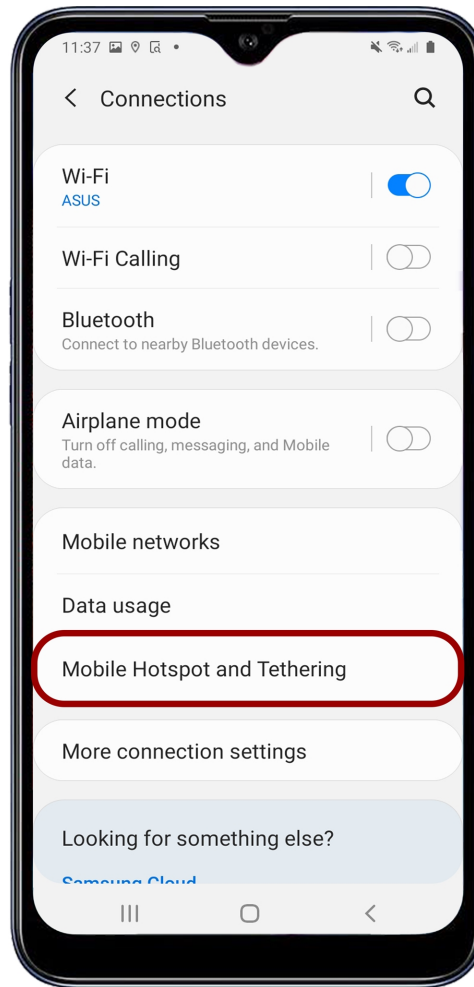 11:37
Connections
Wi-Fi
ASUS
Wi-Fi Calling
Bluetooth
Connect to nearby Bluetooth devices.
Airplane mode
Turn off calling, messaging, and Mobile
data.
Mobile networks
Data usage
Mobile Hotspot and Tethering
More connection settings
Looking for something else?
Samsung Cloud